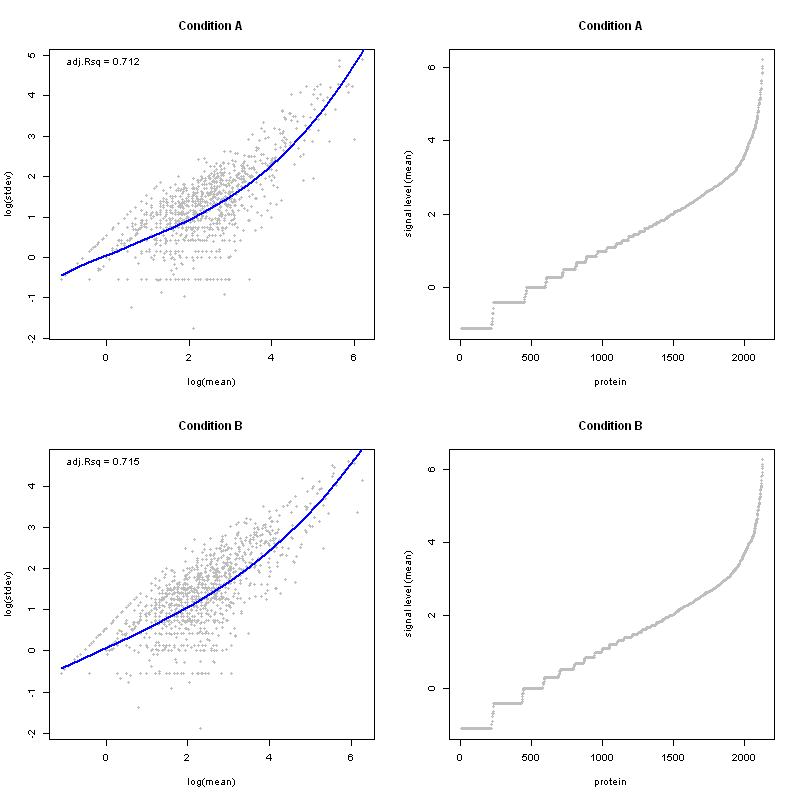 Condition A
adj.Rsq = 0.712
log(stdev)
5
4
3
2
1
0
-1
-2
0 2 4 6
log(mean)
Condition A
signal level (mean)
6
4
2
0
0 500 1000 1500 2000
protein
Condition B
adj.Rsq = 0.715
log(stdev)
4
3
2
1
0
-1
-2
0 2 4 6
log(mean)
Condition B
signal level (mean)
6
4
2
0
0 500 1000 1500 2000
protein